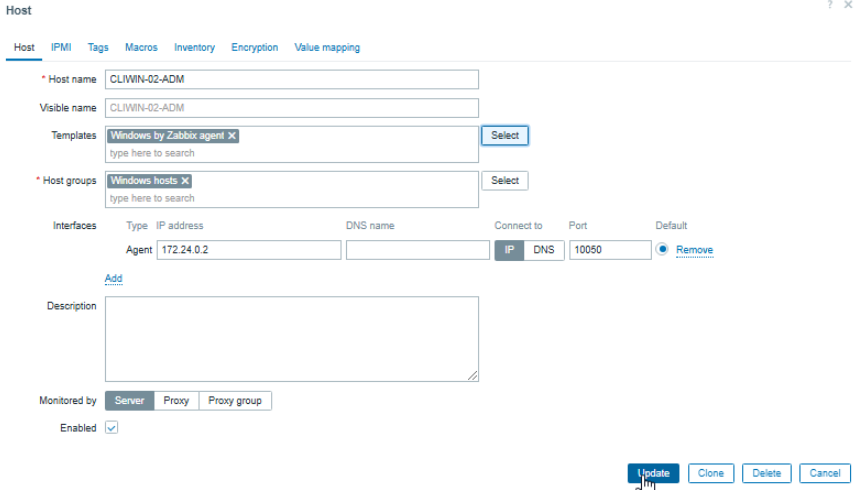 Host
? ×
Host IPMI Tags Macros Inventory Encryption Value mapping
* Host name CLIWIN-02-ADM
Visible name CLIWIN-02-ADM
Templates Windows by Zabbix agent × Select
type here to search
* Host groups Windows hosts × Select
type here to search
Interfaces Type IP address DNS name Connect to Port Default
Agent 172.24.0.2 IP DNS 10050 Remove
Add
Description
Monitored by Server Proxy Proxy group
Enabled
Update Clone Delete Cancel